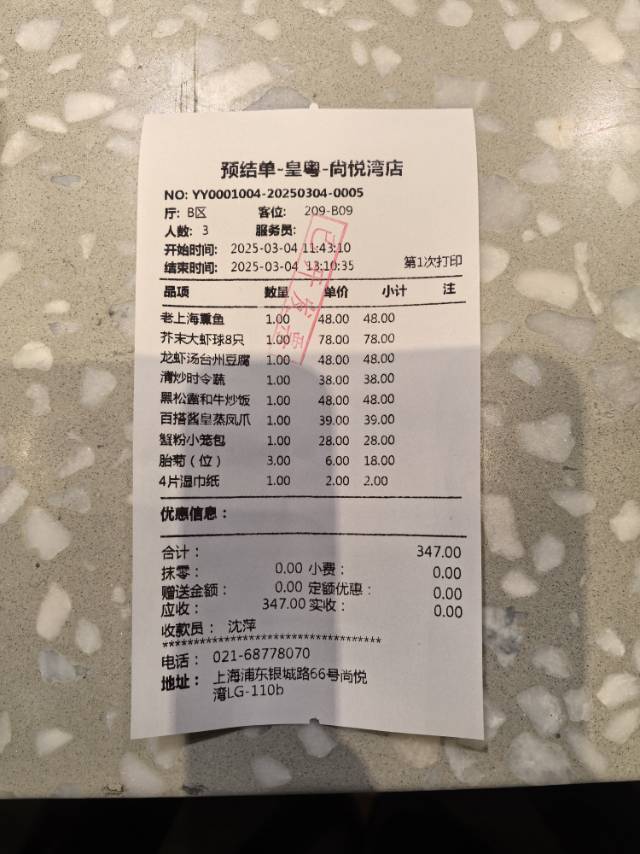 预结单-皇粤-尚悦湾店
NO: YY0001004-20250304-0005
厅: B区 客位: 209-B09
人数: 3 服务员:
开始时间: 2025-03-04 11:43:10
结束时间: 2025-03-04 13:10:35 第1次打印
已开发票
品项 数量 单价 小计 注
老上海熏鱼 1.00 48.00 48.00
芥末大虾球8只 1.00 78.00 78.00
龙虾汤台州豆腐 1.00 48.00 48.00
清炒时令蔬 1.00 38.00 38.00
黑松露和牛炒饭 1.00 48.00 48.00
百搭酱皇蒸凤爪 1.00 39.00 39.00
蟹粉小笼包 1.00 28.00 28.00
胎菊（位） 3.00 6.00 18.00
4片湿巾纸 1.00 2.00 2.00
优惠信息：
合计： 347.00
抹零： 0.00 小费： 0.00
赠送金额： 0.00 定额优惠： 0.00
应收： 347.00 实收： 0.00
收款员： 沈萍
************************************
电话： 021-68778070
地址： 上海浦东银城路66号尚悦
湾LG-110b